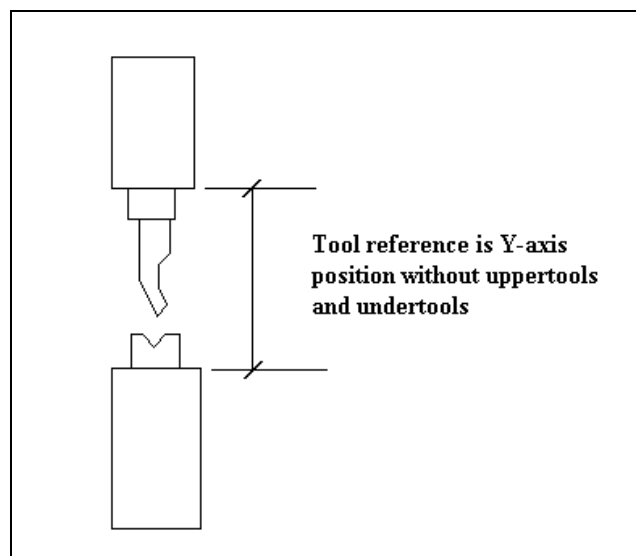 Tool reference is Y-axis
position without uppertools
and undertools